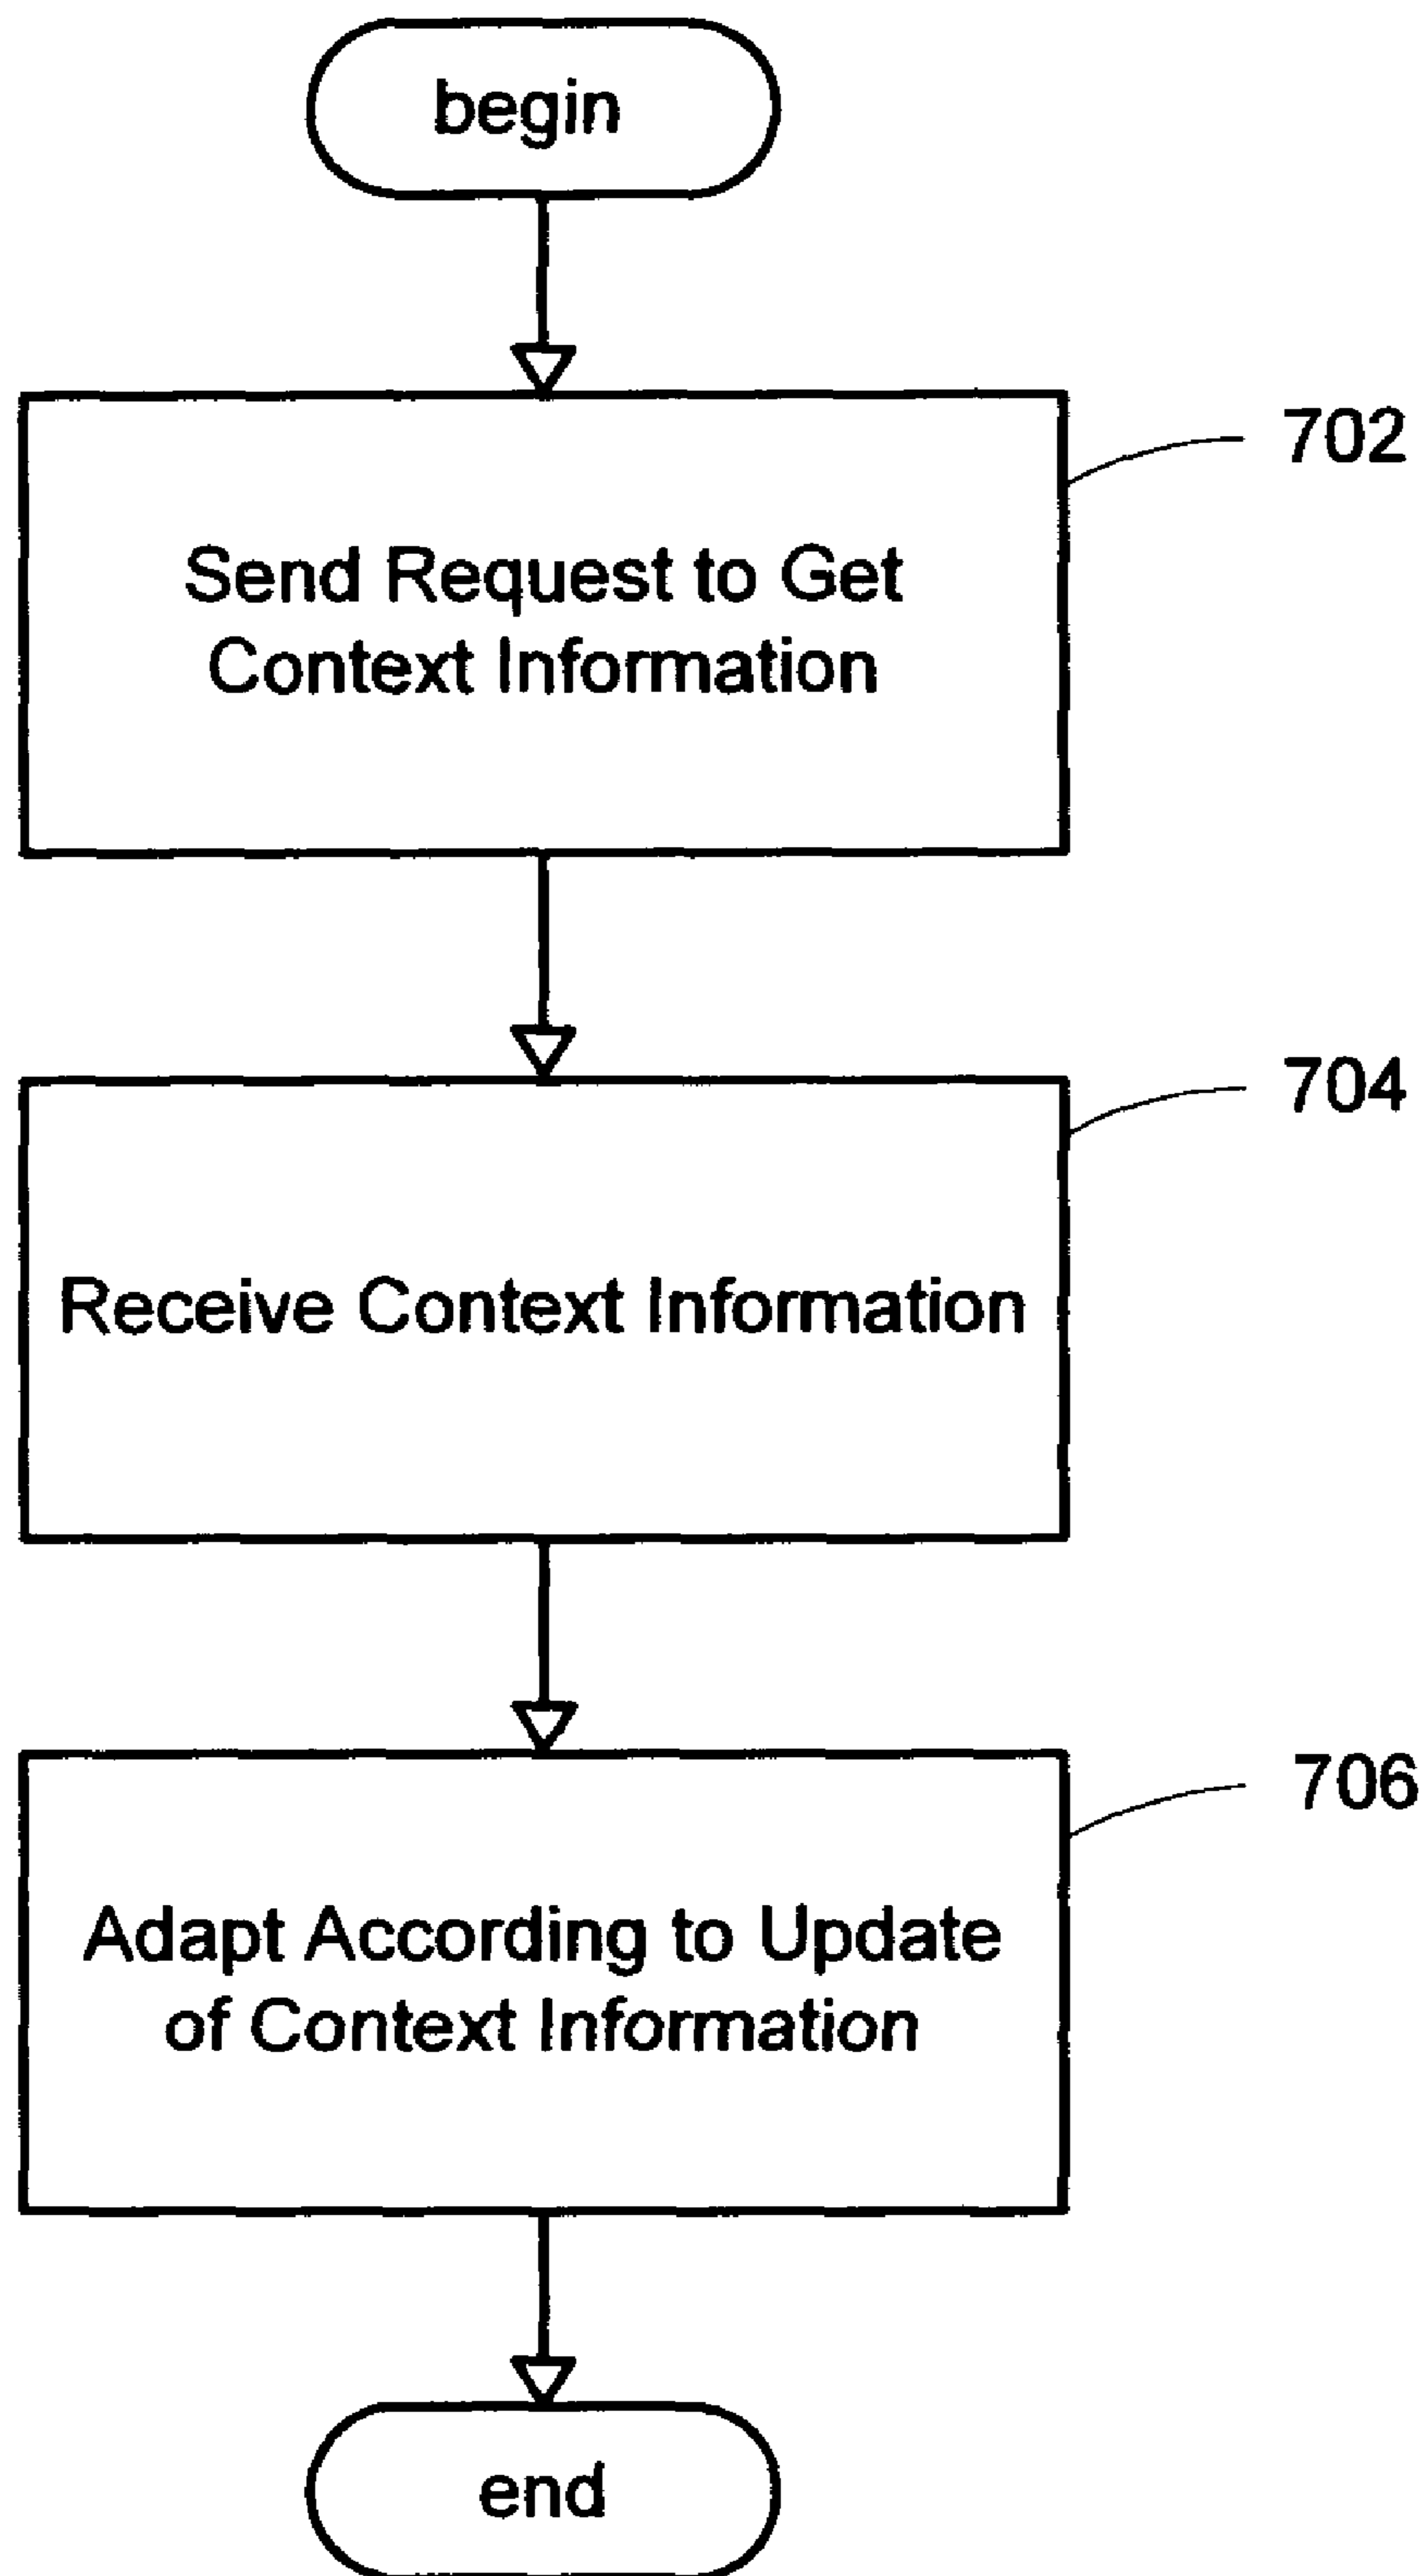 begin
702
Send Request to Get
Context Information
704
Receive Context Information
706
Adapt According to Update
of Context Information
end